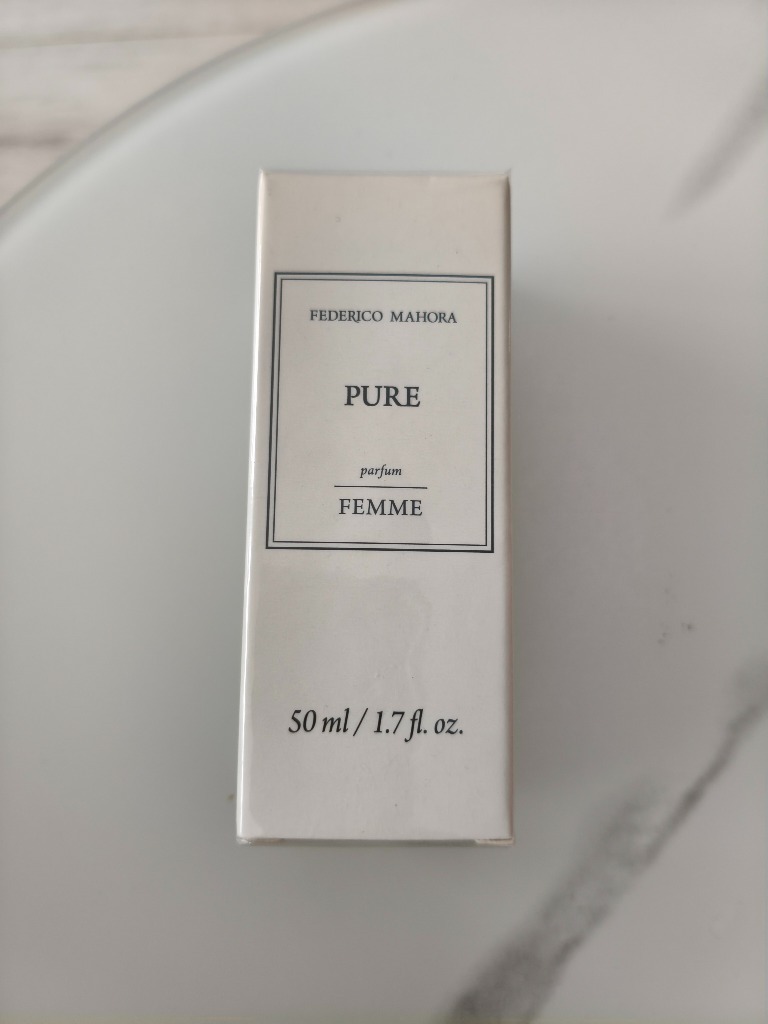 FEDERICO MAHORA
PURE
parfum
FEMME
50 ml / 1.7 fl. oz.